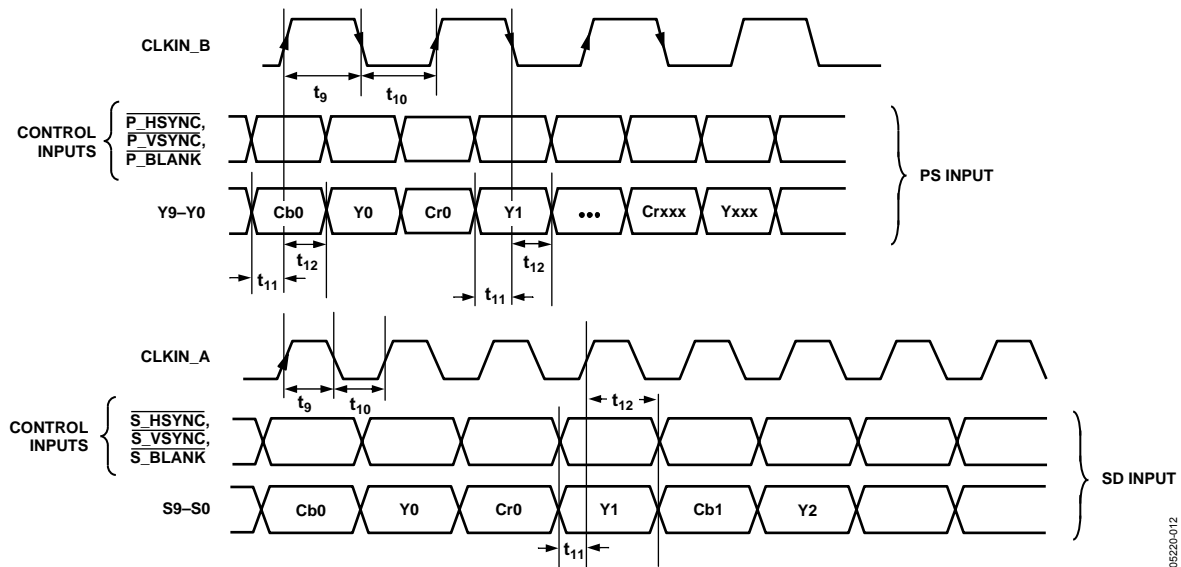 CLKIN_B
t9
t10
CONTROL INPUTS
P_HSYNC,
P_VSYNC,
P_BLANK
PS INPUT
Y9–Y0
Cb0
Y0
Cr0
Y1
•••
Crxxx
Yxxx
t12
t12
t11
t11
CLKIN_A
t9
t10
t12
CONTROL INPUTS
S_HSYNC,
S_VSYNC,
S_BLANK
SD INPUT
S9–S0
Cb0
Y0
Cr0
Y1
Cb1
Y2
t11
05220-012